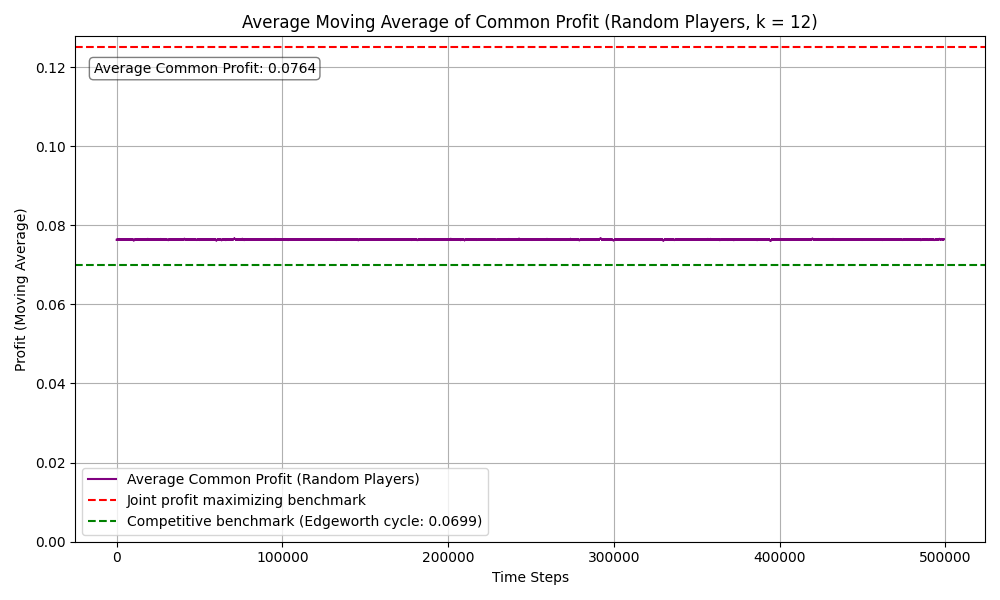 Average Moving Average of Common Profit (Random Players, k = 12)
Profit (Moving Average)
0.12
0.10
0.08
0.06
0.04
0.02
0.00
Average Common Profit: 0.0764
Average Common Profit (Random Players)
Joint profit maximizing benchmark
Competitive benchmark (Edgeworth cycle: 0.0699)
0 100000 200000 300000 400000 500000
Time Steps